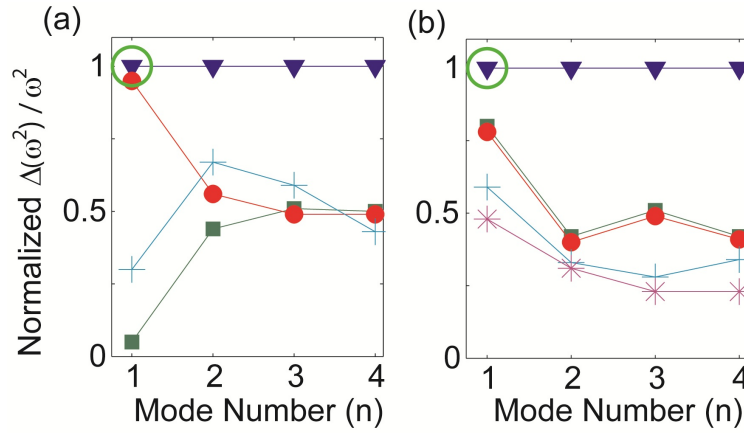 (a)
(b)
Normalized Δ(ω²) / ω²
1
0.5
0
1 2 3 4
Mode Number (n)
1
0.5
0
1 2 3 4
Mode Number (n)